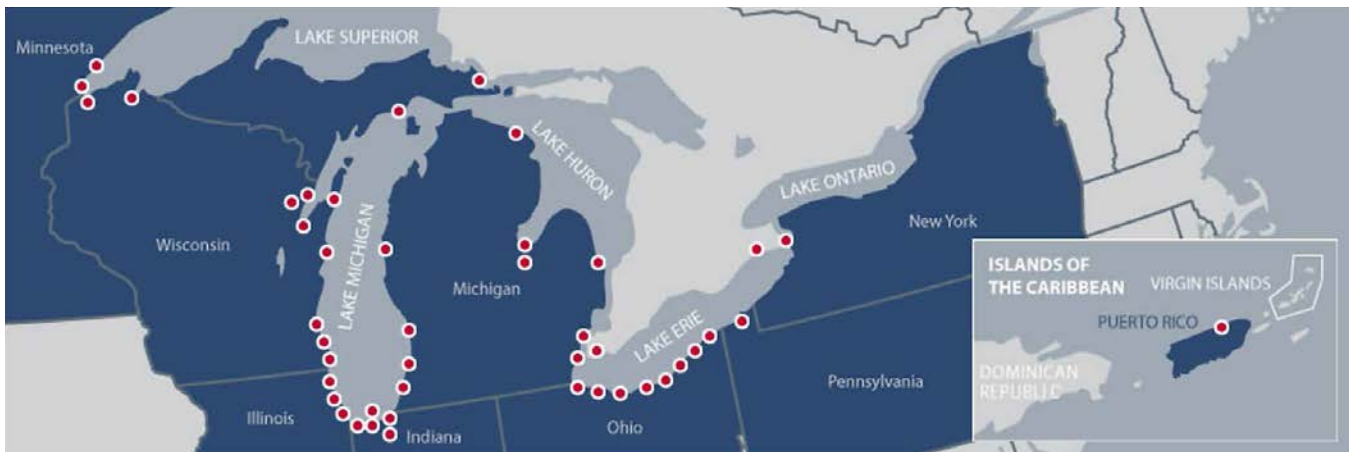 LAKE SUPERIOR
Minnesota
LAKE HURON
LAKE ONTARIO
New York
Wisconsin
LAKE MICHIGAN
Michigan
ISLANDS OF
THE CARIBBEAN
VIRGIN ISLANDS
PUERTO RICO
LAKE ERIE
DOMINICAN
REPUBLIC
Pennsylvania
Illinois
Indiana
Ohio